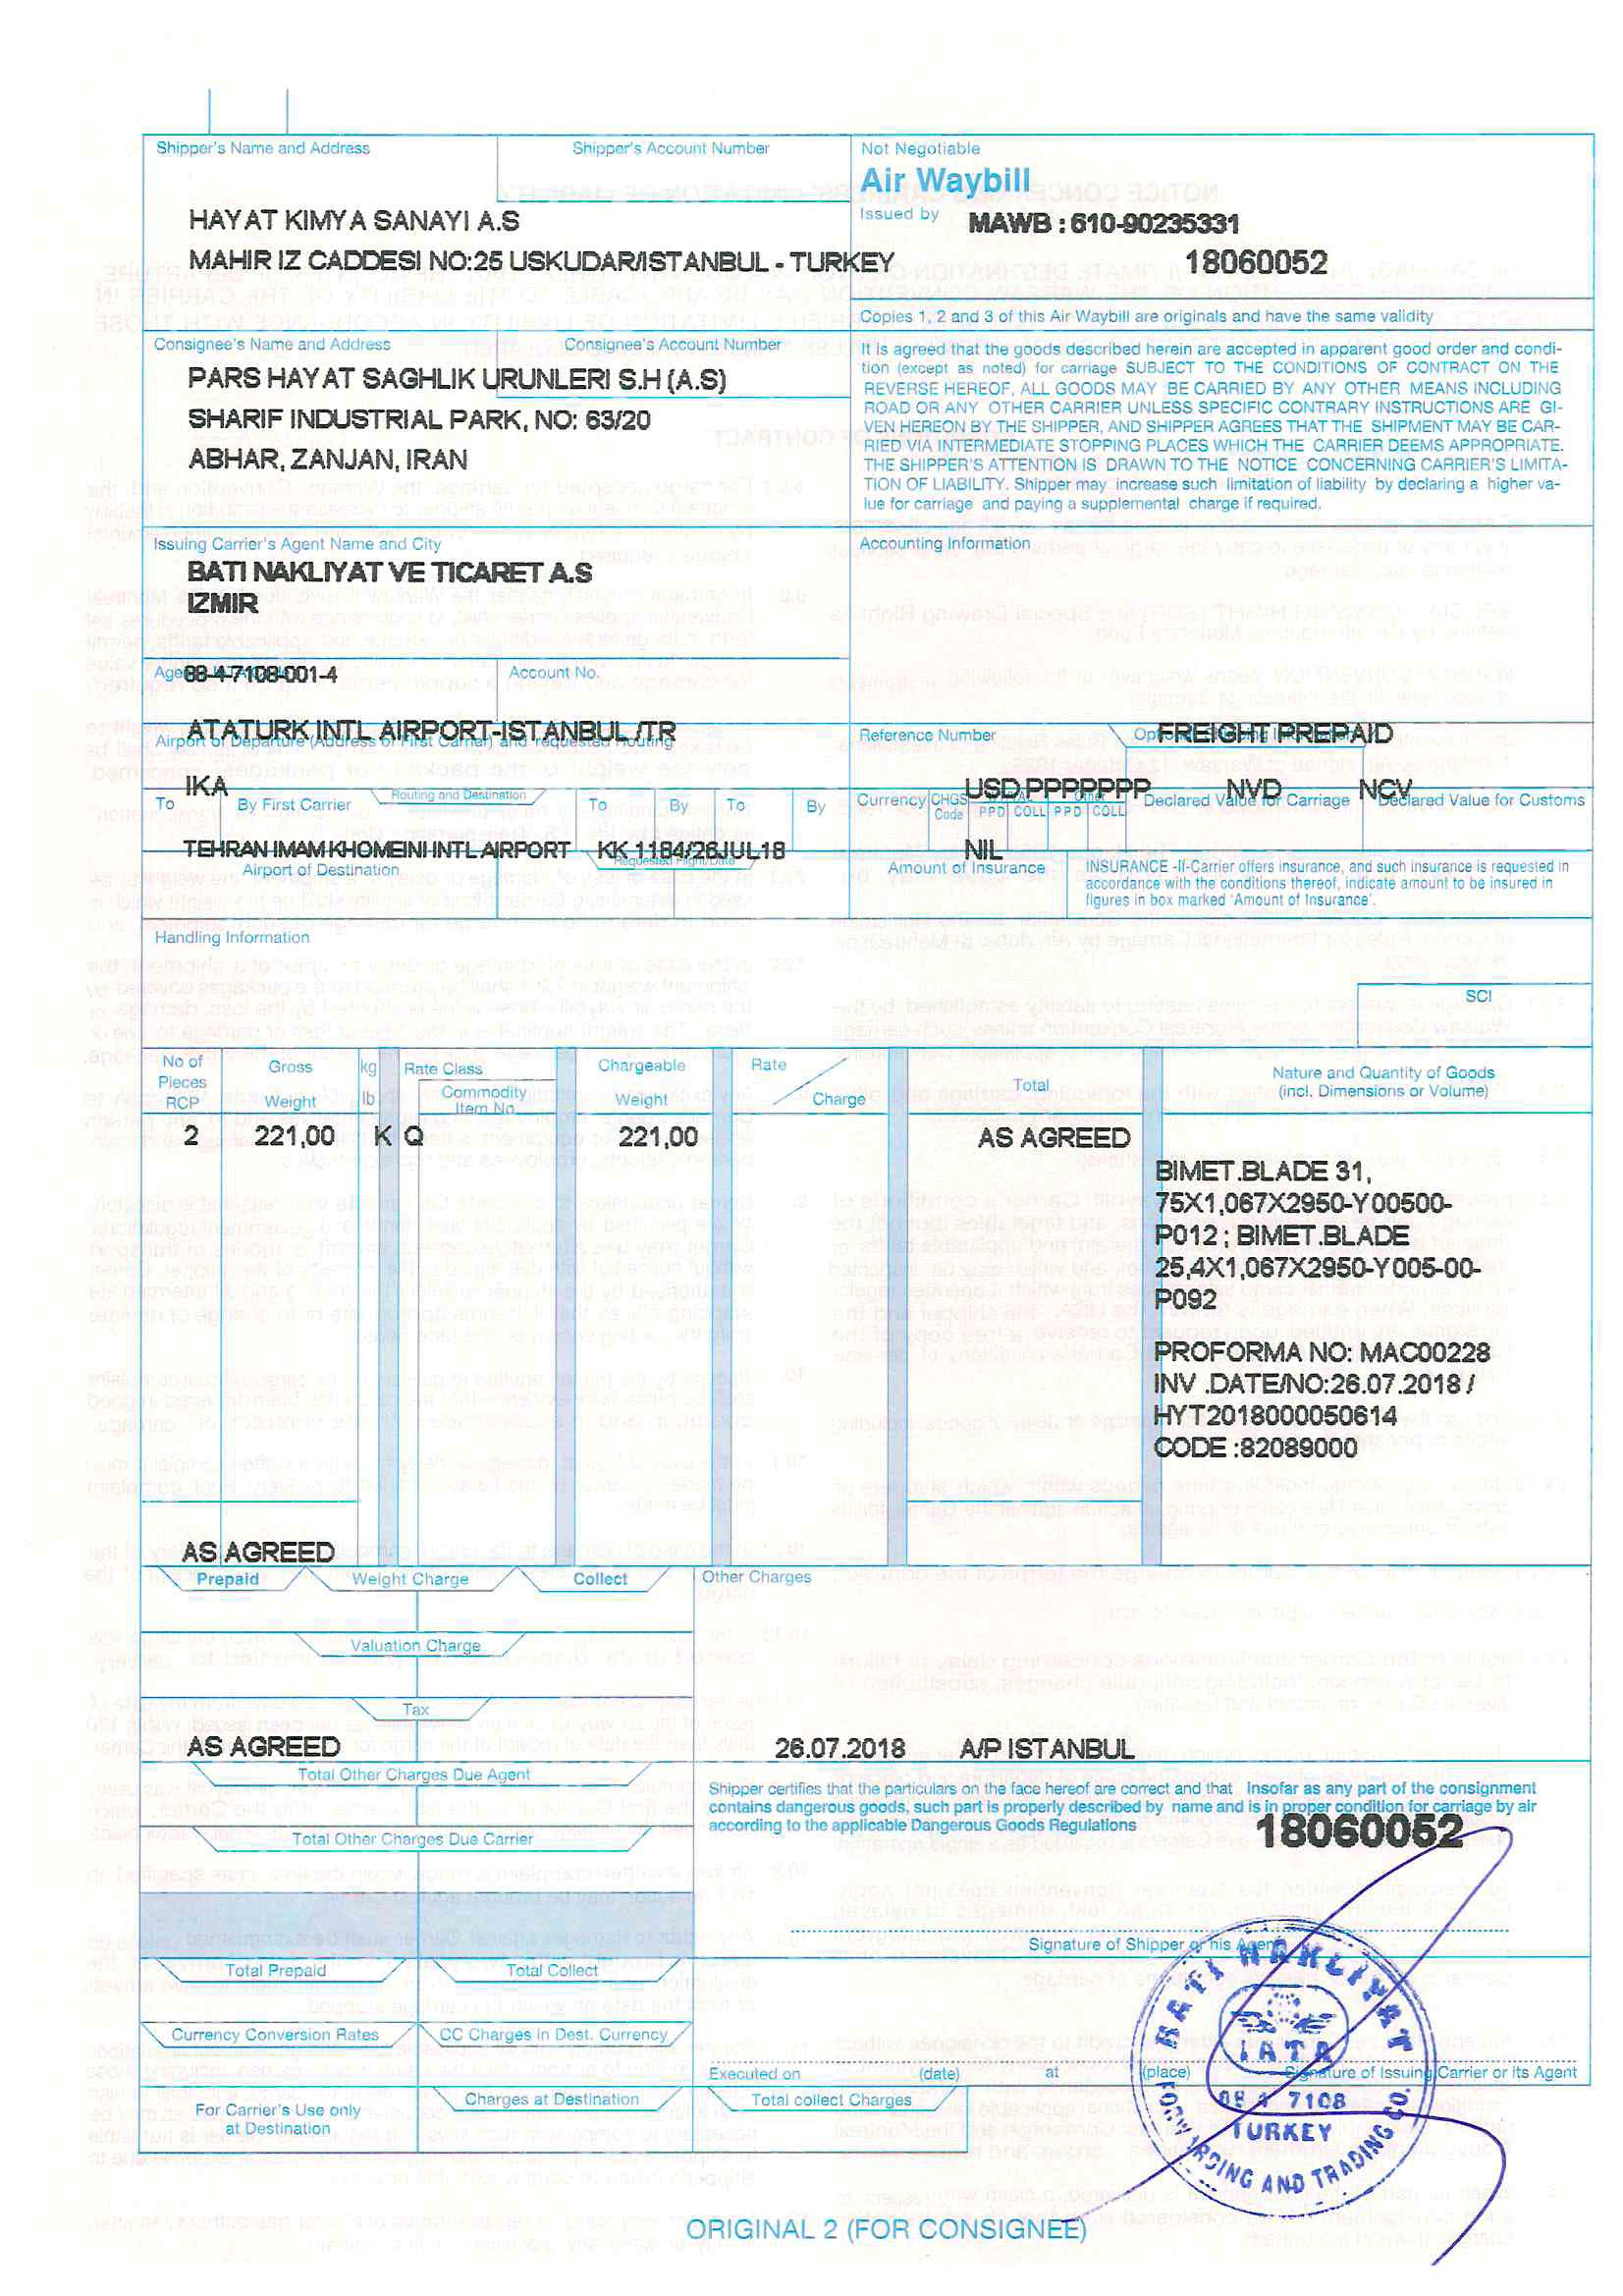 Shipper's Name and Address
Shipper's Account Number
HAYAT KIMYA SANAYI A.S
MAHIR IZ CADDESI NO:25 USKUDAR/ISTANBUL - TURKEY
Not Negotiable
Air Waybill
Issued by
MAWB : 610-90235331
18060052
Copies 1, 2 and 3 of this Air Waybill are originals and have the same validity
Consignee's Name and Address
Consignee's Account Number
PARS HAYAT SAGHLIK URUNLERI S.H (A.S)
SHARIF INDUSTRIAL PARK, NO: 63/20
ABHAR, ZANJAN, IRAN
It is agreed that the goods described herein are accepted in apparent good order and condi-
tion (except as noted) for carriage SUBJECT TO THE CONDITIONS OF CONTRACT ON THE
REVERSE HEREOF, ALL GOODS MAY BE CARRIED BY ANY OTHER MEANS INCLUDING
ROAD OR ANY OTHER CARRIER UNLESS SPECIFIC CONTRARY INSTRUCTIONS ARE GI-
VEN HEREON BY THE SHIPPER, AND SHIPPER AGREES THAT THE SHIPMENT MAY BE CAR-
RIED VIA INTERMEDIATE STOPPING PLACES WHICH THE CARRIER DEEMS APPROPRIATE.
THE SHIPPER'S ATTENTION IS DRAWN TO THE NOTICE CONCERNING CARRIER'S LIMITA-
TION OF LIABILITY. Shipper may increase such limitation of liability by declaring a higher va-
lue for carriage and paying a supplemental charge if required.
Issuing Carrier's Agent Name and City
BATI NAKLIYAT VE TICARET A.S
IZMIR
Accounting Information
88-4-7108-001-4
Account No.
ATATURK INTL AIRPORT-ISTANBUL /TR
Airport of Departure (Address of First Carrier) and requested Routing
Reference Number
FREIGHT PREPAID
IKA
To
By First Carrier
Routing and Destination
To
By
To
By
USD PPPPPPP
NVD
NCV
Currency
CHGS Code
PPD
COLL
Other
PPD
COLL
Declared Value for Carriage
Declared Value for Customs
TEHRAN IMAM KHOMEINI INTL AIRPORT
Airport of Destination
KK 1184/26JUL18
Requested Flight/Date
NIL
Amount of Insurance
INSURANCE -If-Carrier offers insurance, and such insurance is requested in
accordance with the conditions thereof, indicate amount to be insured in
figures in box marked 'Amount of Insurance'.
Handling Information
SCI
No of Pieces RCP
Gross Weight
kg lb
Rate Class
Commodity Item No
Chargeable Weight
Rate
Charge
Total
Nature and Quantity of Goods
(incl. Dimensions or Volume)
2
221,00
K
Q
221,00
AS AGREED
BIMET.BLADE 31,
75X1,067X2950-Y00500-
P012 ; BIMET.BLADE
25,4X1,067X2950-Y005-00-
P092
PROFORMA NO: MAC00228
INV .DATE/NO:26.07.2018 /
HYT2018000050614
CODE :82089000
AS AGREED
Prepaid
Weight Charge
Collect
Other Charges
Valuation Charge
Tax
AS AGREED
Total Other Charges Due Agent
26.07.2018
A/P ISTANBUL
Shipper certifies that the particulars on the face hereof are correct and that Insofar as any part of the consignment
contains dangerous goods, such part is properly described by name and is in proper condition for carriage by air
according to the applicable Dangerous Goods Regulations
18060052
Total Other Charges Due Carrier
Signature of Shipper or his Agent
Total Prepaid
Total Collect
Currency Conversion Rates
CC Charges in Dest. Currency
Executed on
(date)
at
(place)
Signature of Issuing Carrier or its Agent
For Carrier's Use only
at Destination
Charges at Destination
Total collect Charges
BATI NAKLIYAT
IATA
7108
TURKEY
AND TRADING CO.
ORIGINAL 2 (FOR CONSIGNEE)